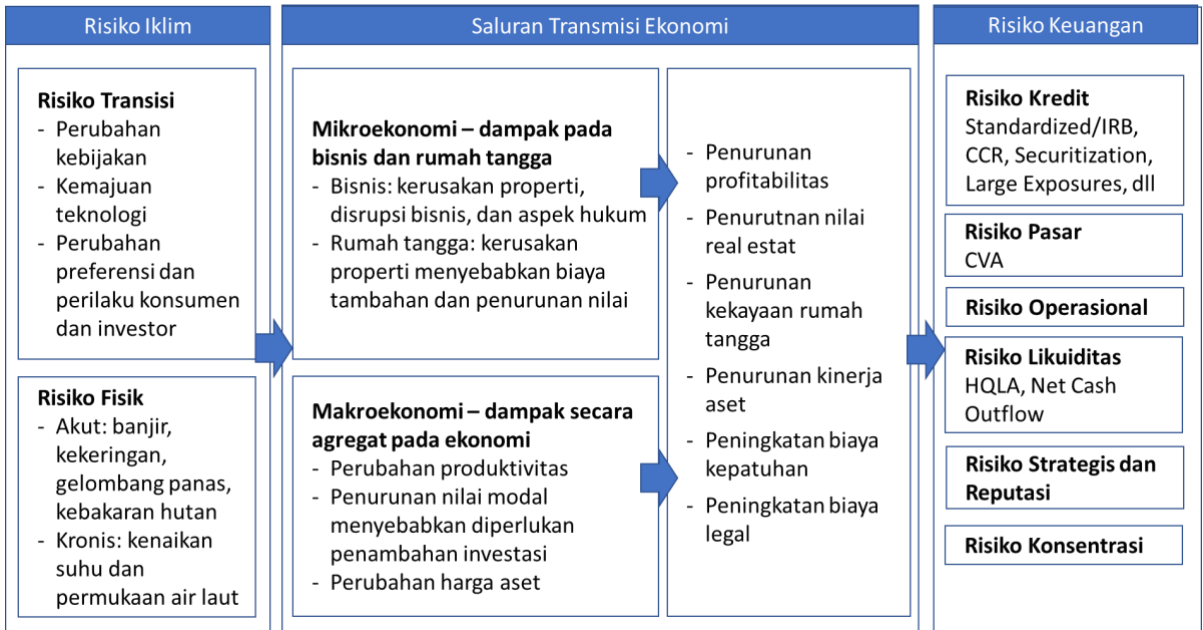 Risiko Iklim
Risiko Transisi
- Perubahan
kebijakan
- Kemajuan
teknologi
- Perubahan
preferensi dan
perilaku konsumen
dan investor
Risiko Fisik
- Akut: banjir,
kekeringan,
gelombang panas,
kebakaran hutan
- Kronis: kenaikan
suhu dan
permukaan air laut
Saluran Transmisi Ekonomi
Mikroekonomi – dampak pada
bisnis dan rumah tangga
- Bisnis: kerusakan properti,
disrupsi bisnis, dan aspek hukum
- Rumah tangga: kerusakan
properti menyebabkan biaya
tambahan dan penurunan nilai
Makroekonomi – dampak secara
agregat pada ekonomi
- Perubahan produktivitas
- Penurunan nilai modal
menyebabkan diperlukan
penambahan investasi
- Perubahan harga aset
- Penurunan
profitabilitas
- Penurutnan nilai
real estat
- Penurunan
kekayaan rumah
tangga
- Penurunan kinerja
aset
- Peningkatan biaya
kepatuhan
- Peningkatan biaya
legal
Risiko Keuangan
Risiko Kredit
Standardized/IRB,
CCR, Securitization,
Large Exposures, dll
Risiko Pasar
CVA
Risiko Operasional
Risiko Likuiditas
HQLA, Net Cash
Outflow
Risiko Strategis dan
Reputasi
Risiko Konsentrasi